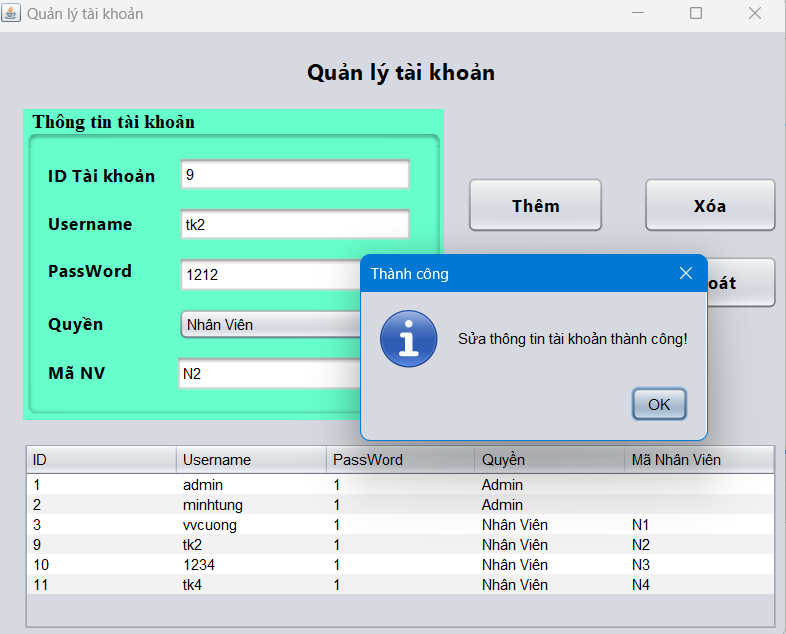 Quản lý tài khoản
Quản lý tài khoản
Thông tin tài khoản
ID Tài khoản 9
Username tk2
PassWord 1212
Quyền Nhân Viên
Mã NV N2
Thêm Xóa
oát
Thành công
Sửa thông tin tài khoản thành công!
OK
ID Username PassWord Quyền Mã Nhân Viên
1 admin 1 Admin
2 minhtung 1 Admin
3 vvcuong 1 Nhân Viên N1
9 tk2 1 Nhân Viên N2
10 1234 1 Nhân Viên N3
11 tk4 1 Nhân Viên N4